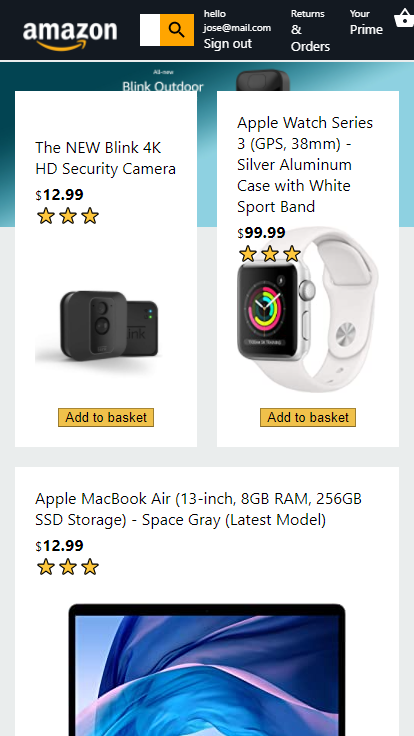 amazon
hello
jose@mail.com
Sign out
Returns
&
Orders
Your
Prime
All-new
Blink Outdoor
The NEW Blink 4K
HD Security Camera
$12.99
Add to basket
Apple Watch Series
3 (GPS, 38mm) -
Silver Aluminum
Case with White
Sport Band
$99.99
Add to basket
Apple MacBook Air (13-inch, 8GB RAM, 256GB
SSD Storage) - Space Gray (Latest Model)
$12.99